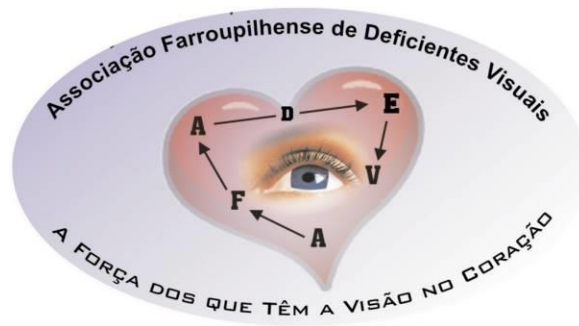 Associação Farroupilhense de Deficientes Visuais
A
F
A
D
E
V
A Força dos que Têm a Visão no Coração